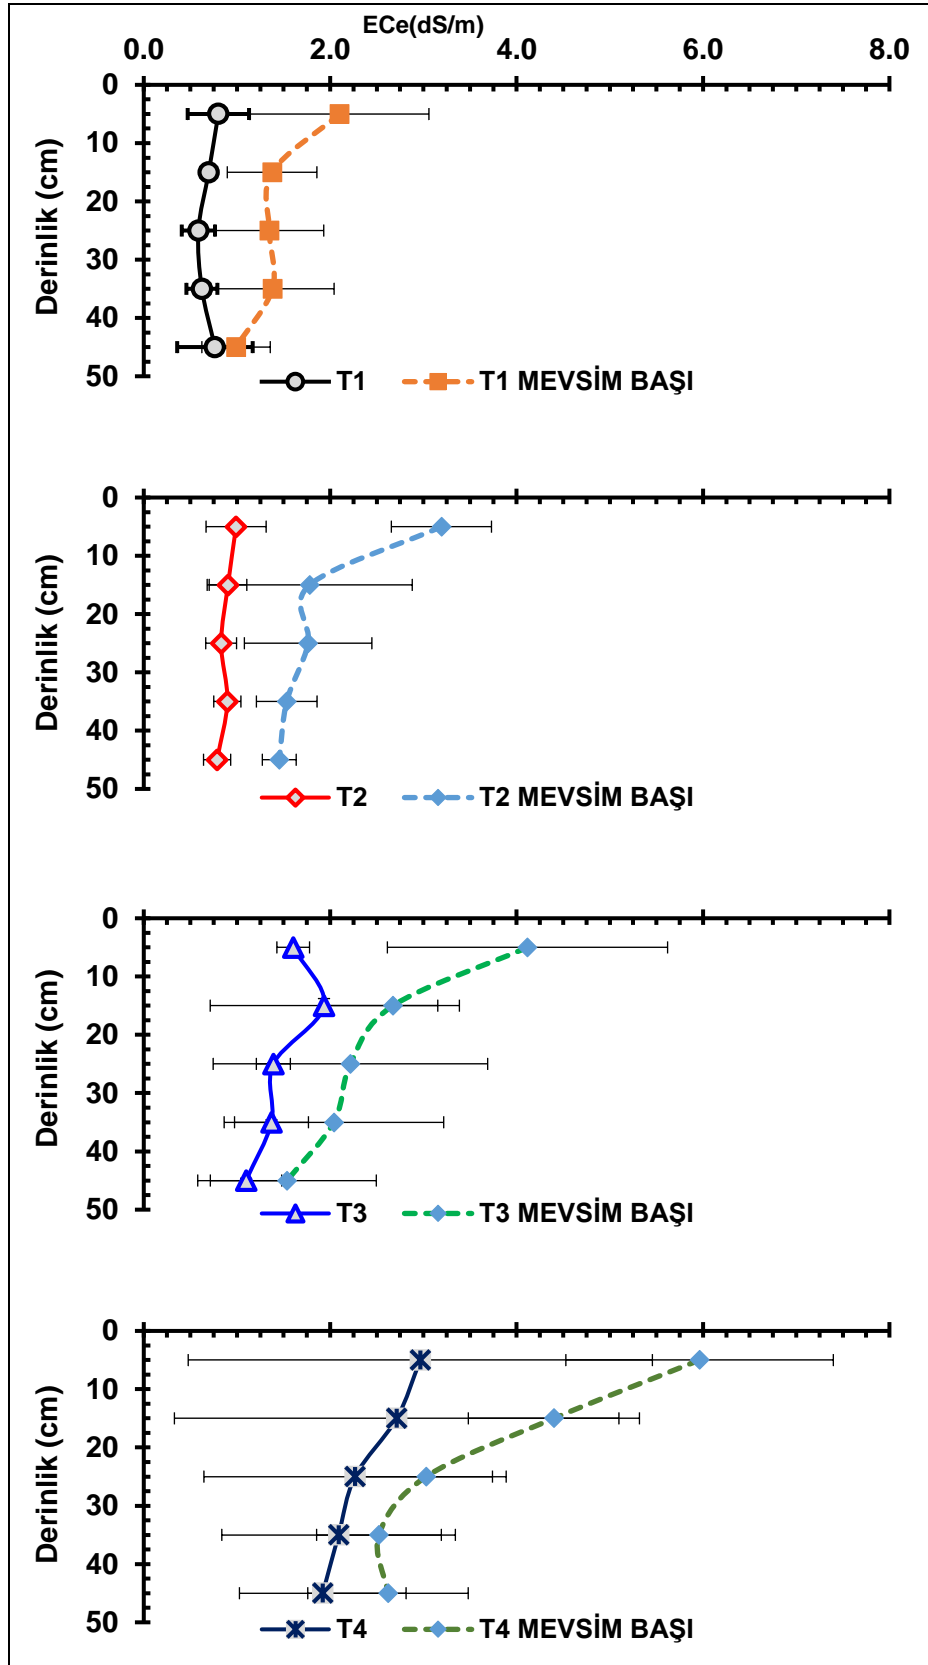 ECe(dS/m)
0.0 2.0 4.0 6.0 8.0
0
10
20
30
40
50
Derinlik (cm)
T1 T1 MEVSİM BAŞI
0
10
20
30
40
50
Derinlik (cm)
T2 T2 MEVSİM BAŞI
0
10
20
30
40
50
Derinlik (cm)
T3 T3 MEVSİM BAŞI
0
10
20
30
40
50
Derinlik (cm)
T4 T4 MEVSİM BAŞI